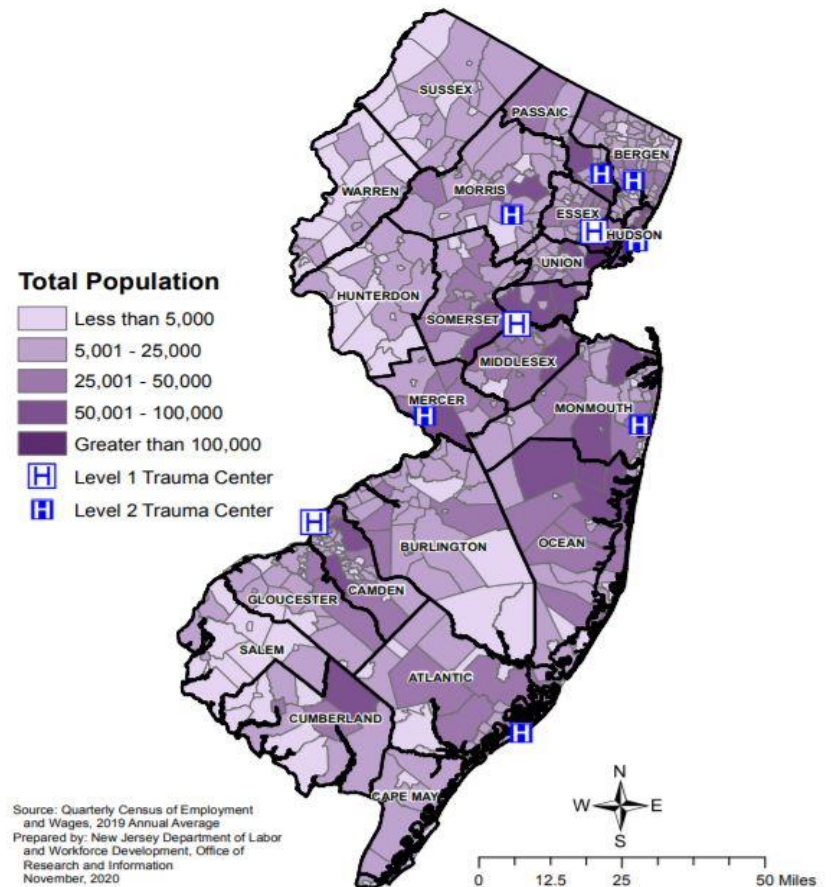 SUSSEX
PASSAIC
BERGEN
WARREN
MORRIS
ESSEX
HUDSON
UNION
HUNTERDON
SOMERSET
MIDDLESEX
MERCER
MONMOUTH
Total Population
Less than 5,000
5,001 - 25,000
25,001 - 50,000
50,001 - 100,000
Greater than 100,000
H Level 1 Trauma Center
H Level 2 Trauma Center
BURLINGTON
OCEAN
CAMDEN
GLOUCESTER
SALEM
ATLANTIC
CUMBERLAND
CAPE MAY
Source: Quarterly Census of Employment
and Wages, 2019 Annual Average
Prepared by: New Jersey Department of Labor
and Workforce Development, Office of
Research and Information
November, 2020
N
W E
S
0 12.5 25 50 Miles